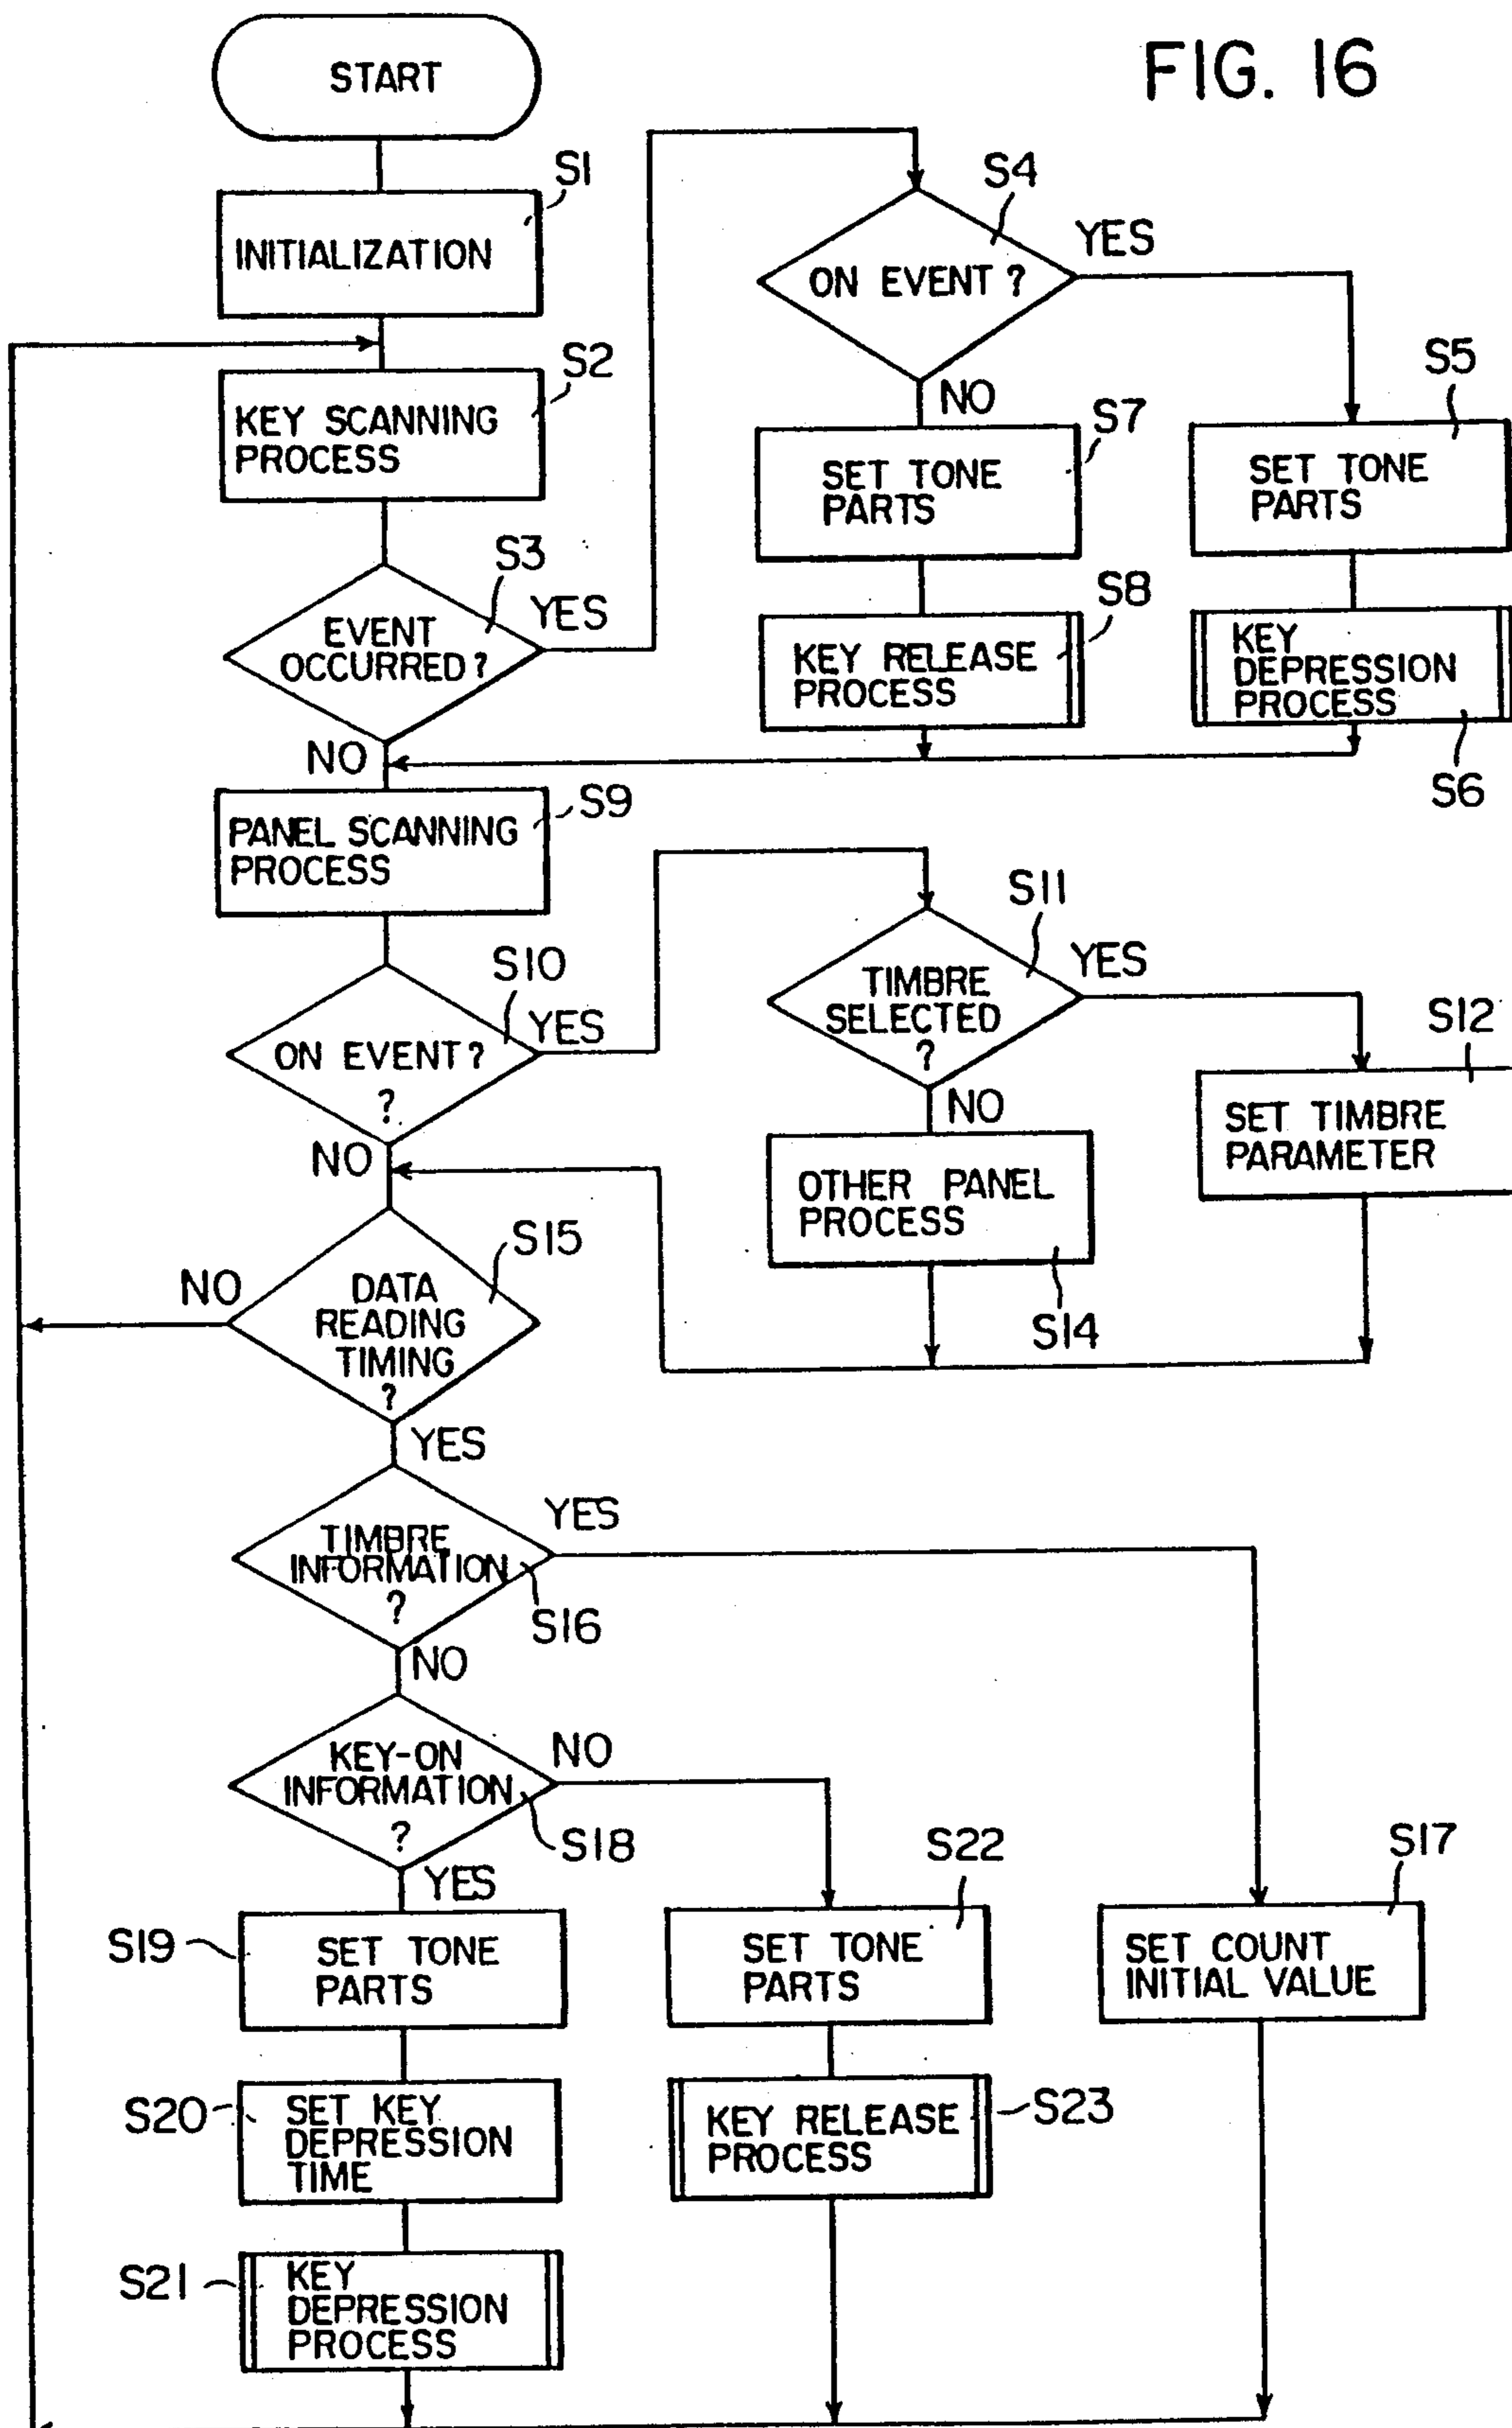 FIG. 16
START
S1
INITIALIZATION
S2
KEY SCANNING
PROCESS
S3
EVENT
OCCURRED?
YES
NO
S4
ON EVENT?
YES
NO
S5
SET TONE
PARTS
S7
SET TONE
PARTS
S8
KEY RELEASE
PROCESS
KEY
DEPRESSION
PROCESS
S6
S9
PANEL SCANNING
PROCESS
S10
ON EVENT?
?
YES
NO
S11
TIMBRE
SELECTED
?
YES
NO
S12
SET TIMBRE
PARAMETER
OTHER PANEL
PROCESS
S14
S15
DATA
READING
TIMING
?
NO
YES
TIMBRE
INFORMATION
?
YES
S16
NO
KEY-ON
INFORMATION
?
NO
S18
YES
S17
SET COUNT
INITIAL VALUE
S22
SET TONE
PARTS
S19
SET TONE
PARTS
S20
SET KEY
DEPRESSION
TIME
S23
KEY RELEASE
PROCESS
S21
KEY
DEPRESSION
PROCESS